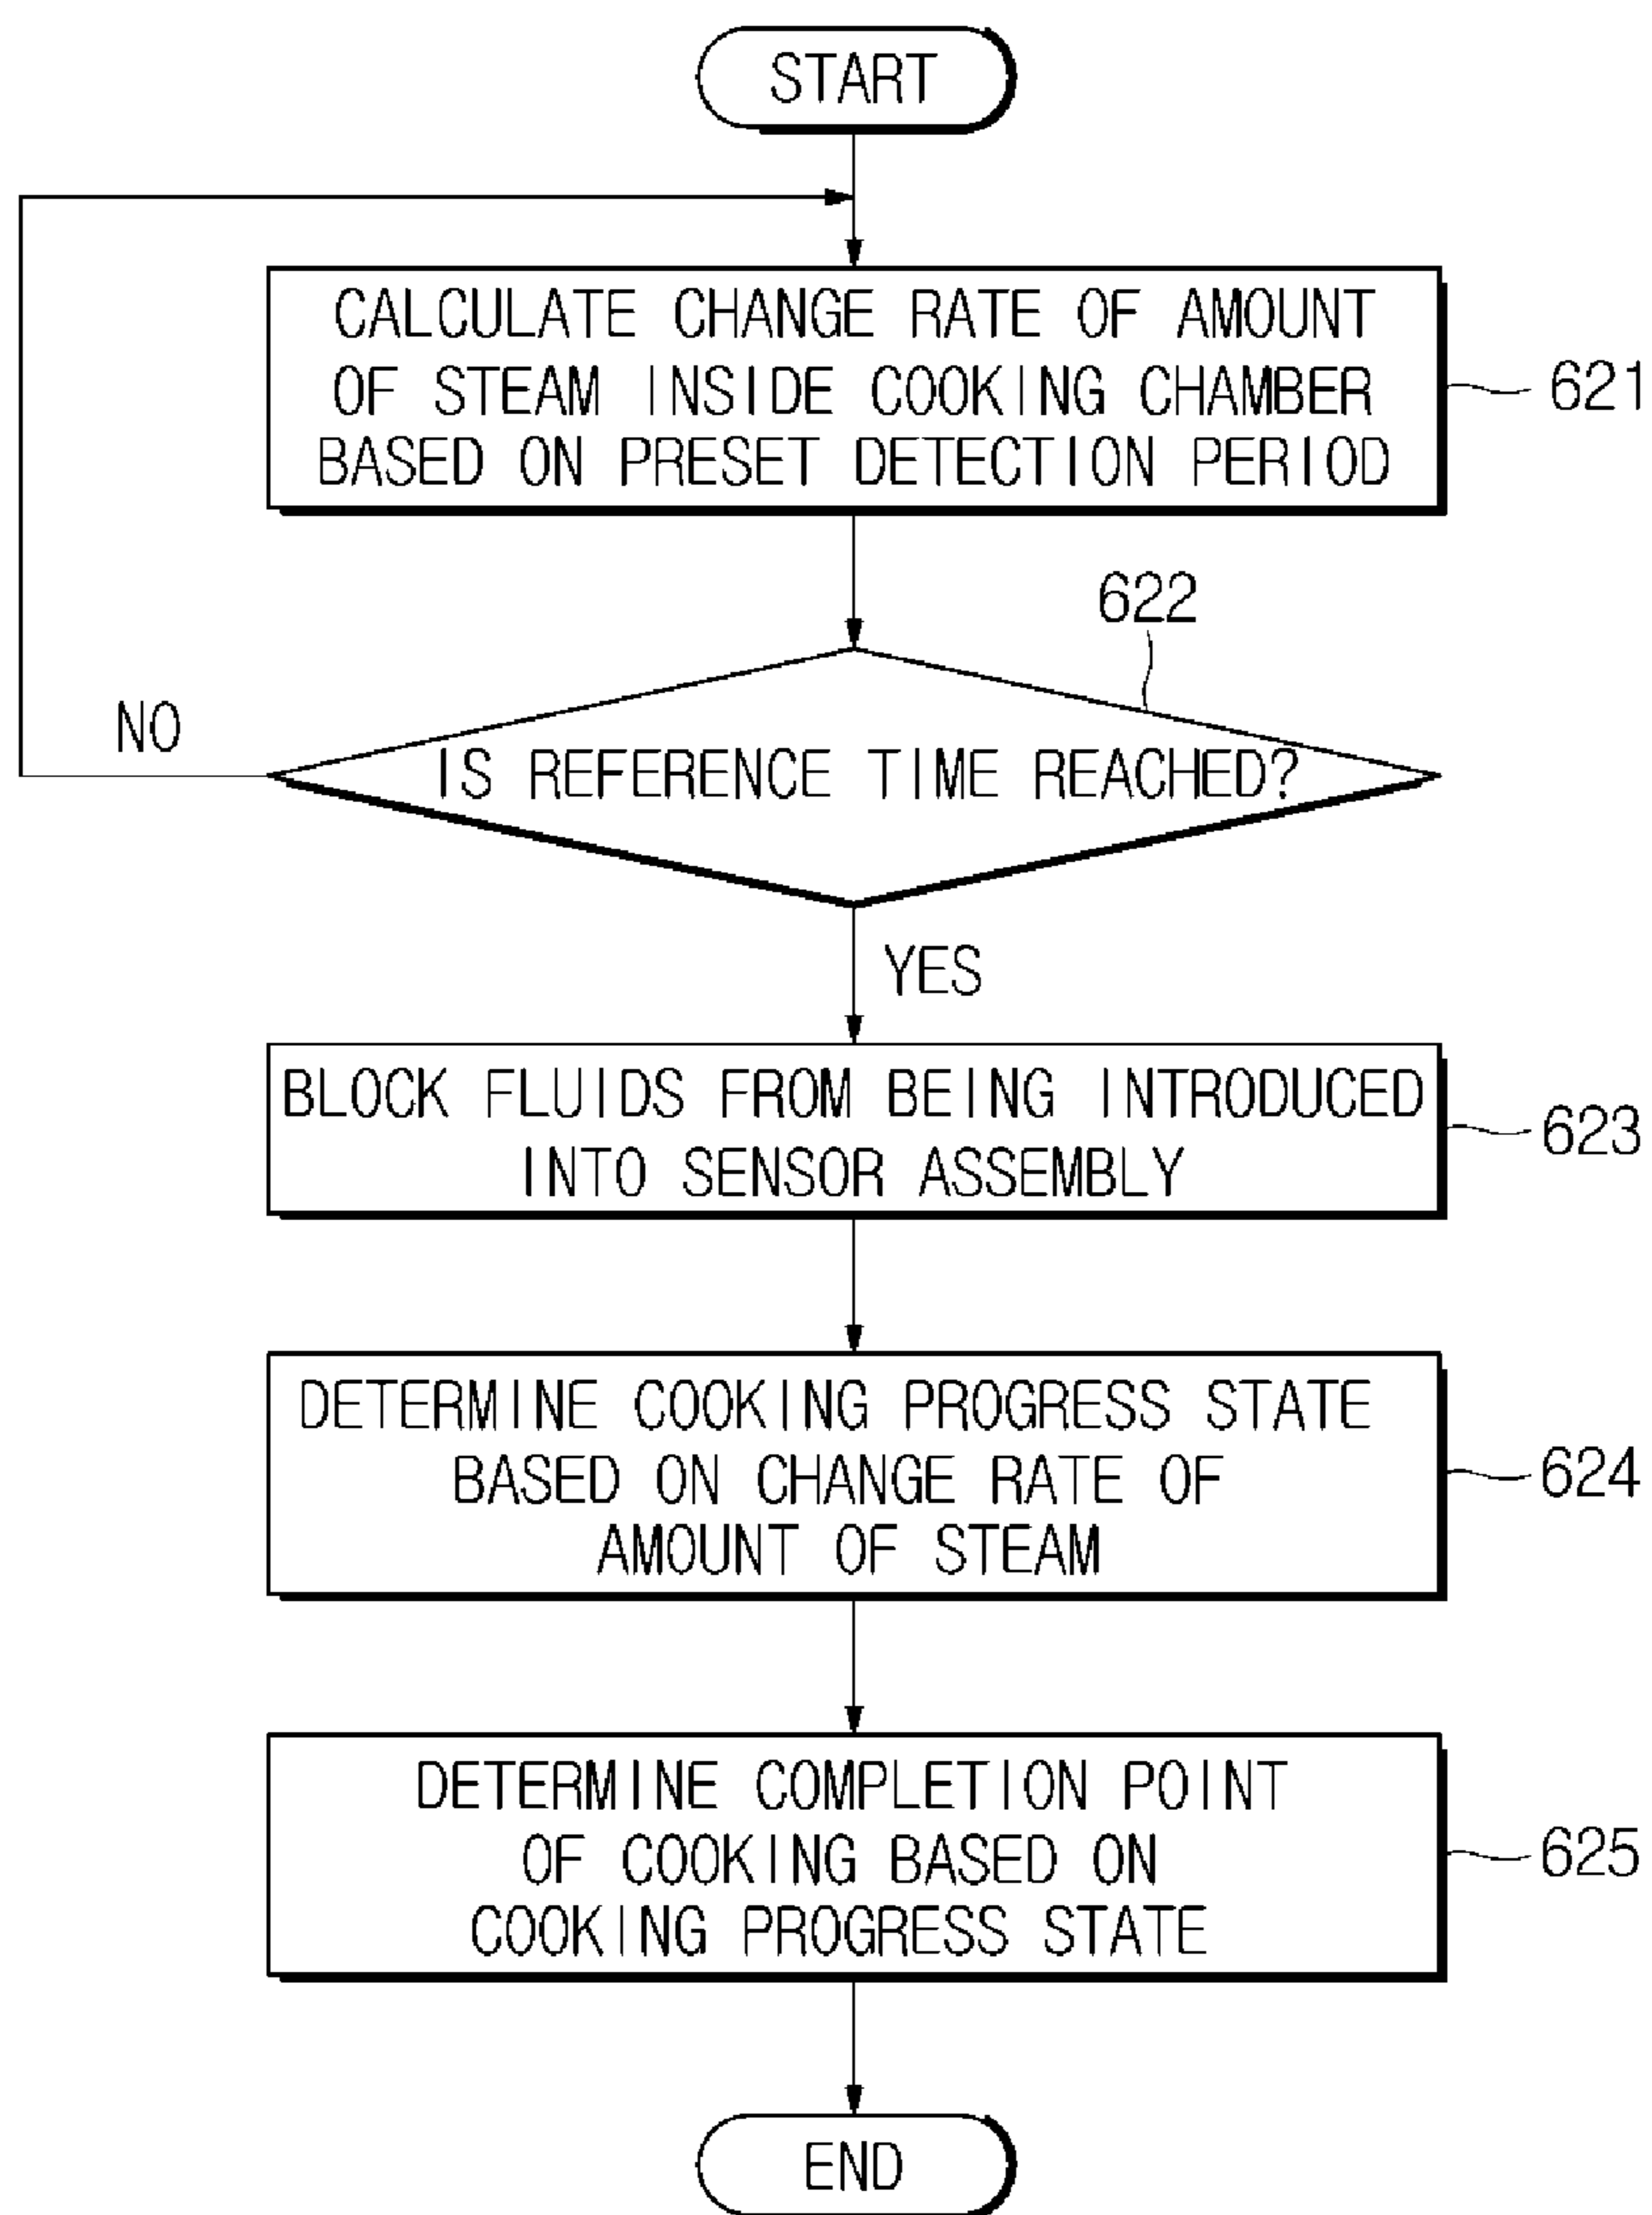 START
CALCULATE CHANGE RATE OF AMOUNT
OF STEAM INSIDE COOKING CHAMBER
BASED ON PRESET DETECTION PERIOD
621
622
NO
IS REFERENCE TIME REACHED?
YES
BLOCK FLUIDS FROM BEING INTRODUCED
INTO SENSOR ASSEMBLY
623
DETERMINE COOKING PROGRESS STATE
BASED ON CHANGE RATE OF
AMOUNT OF STEAM
624
DETERMINE COMPLETION POINT
OF COOKING BASED ON
COOKING PROGRESS STATE
625
END